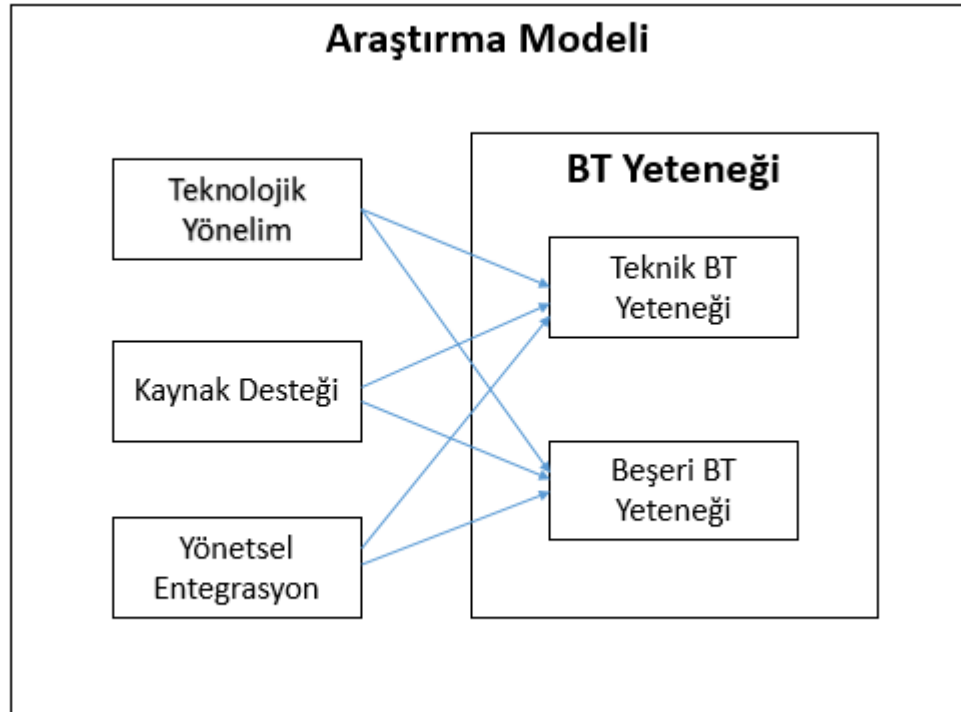 Araştırma Modeli
Teknolojik
Yönelim
Kaynak Desteği
Yönetsel
Entegrasyon
BT Yeteneği
Teknik BT
Yeteneği
Beşeri BT
Yeteneği